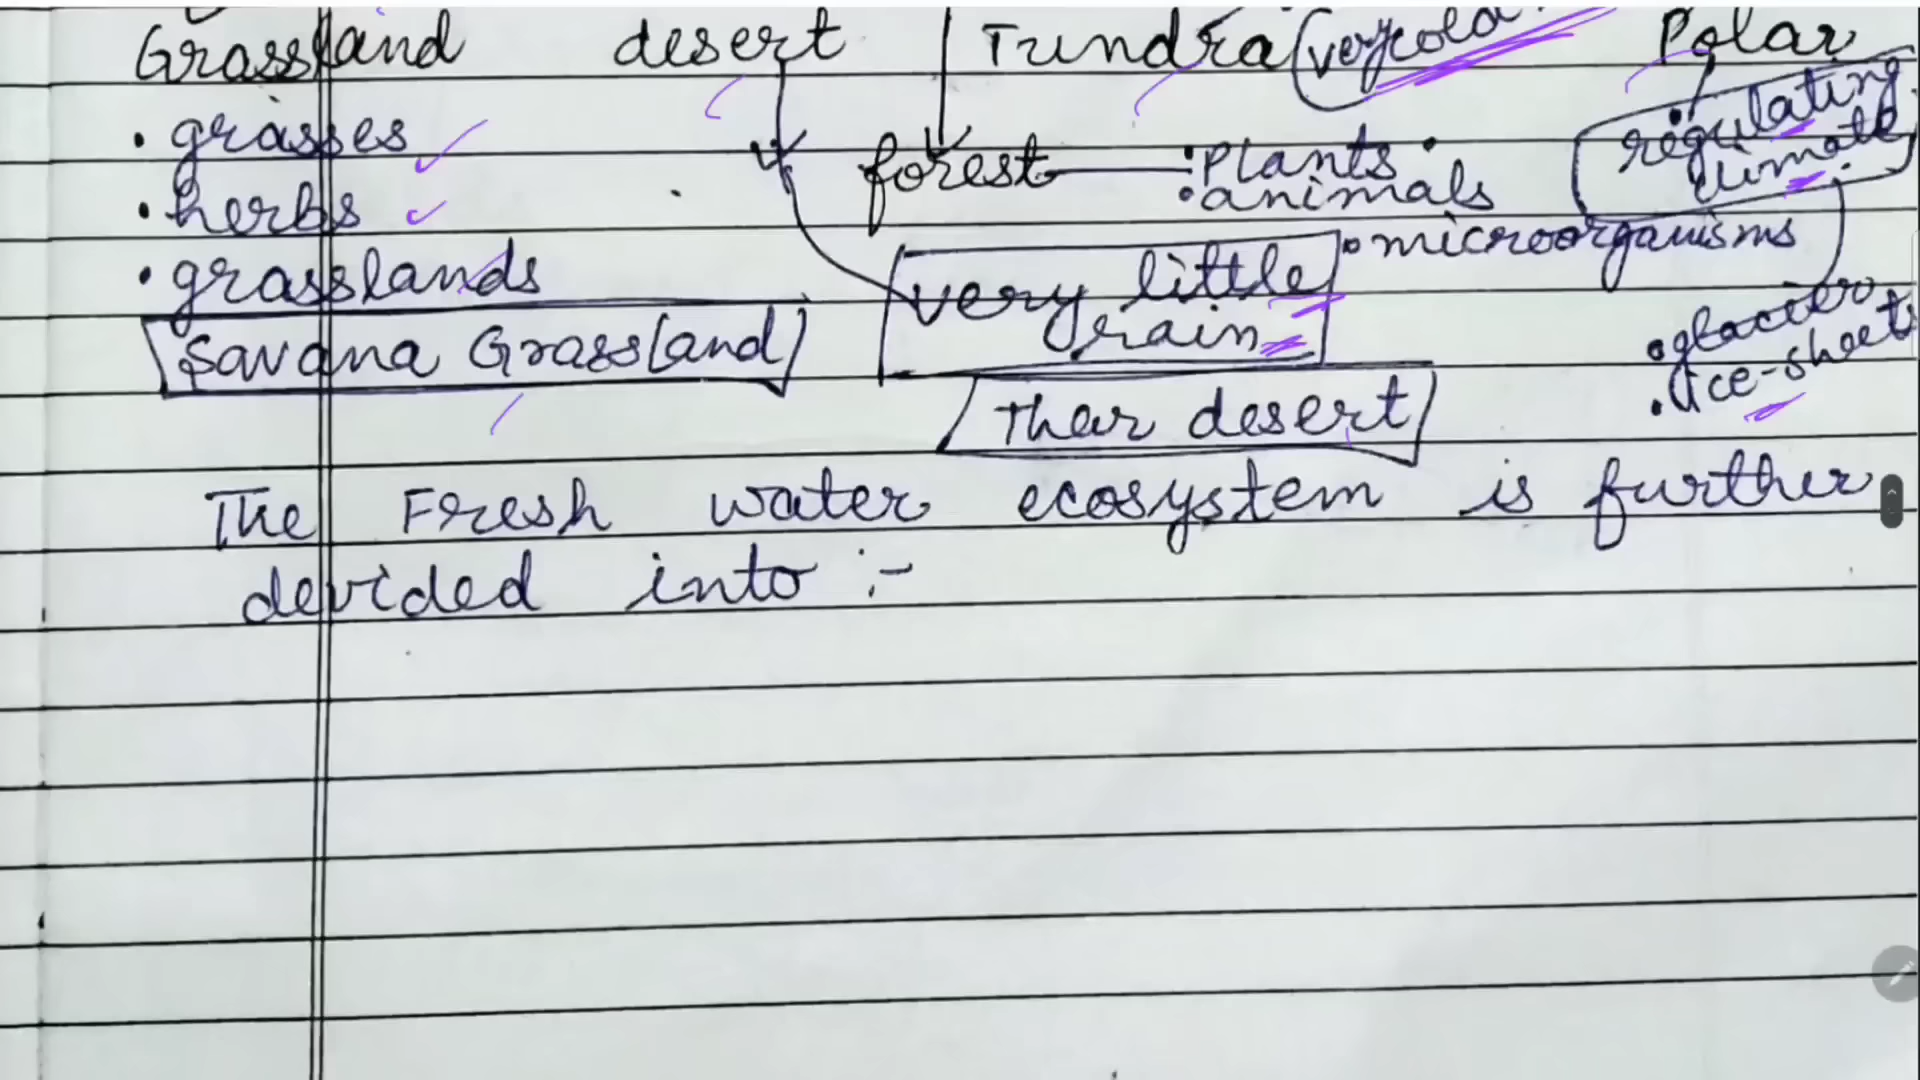 Grassland desert Tundra (very cold Polar
• grasses
• herbs
• grasslands
Savana Grassland
forest — • Plants
• animals
• microorganisms
very little
rain
Thar desert
regulating
climate
• glaciers
• ice-sheets
The Fresh water ecosystem is further
devided into :-